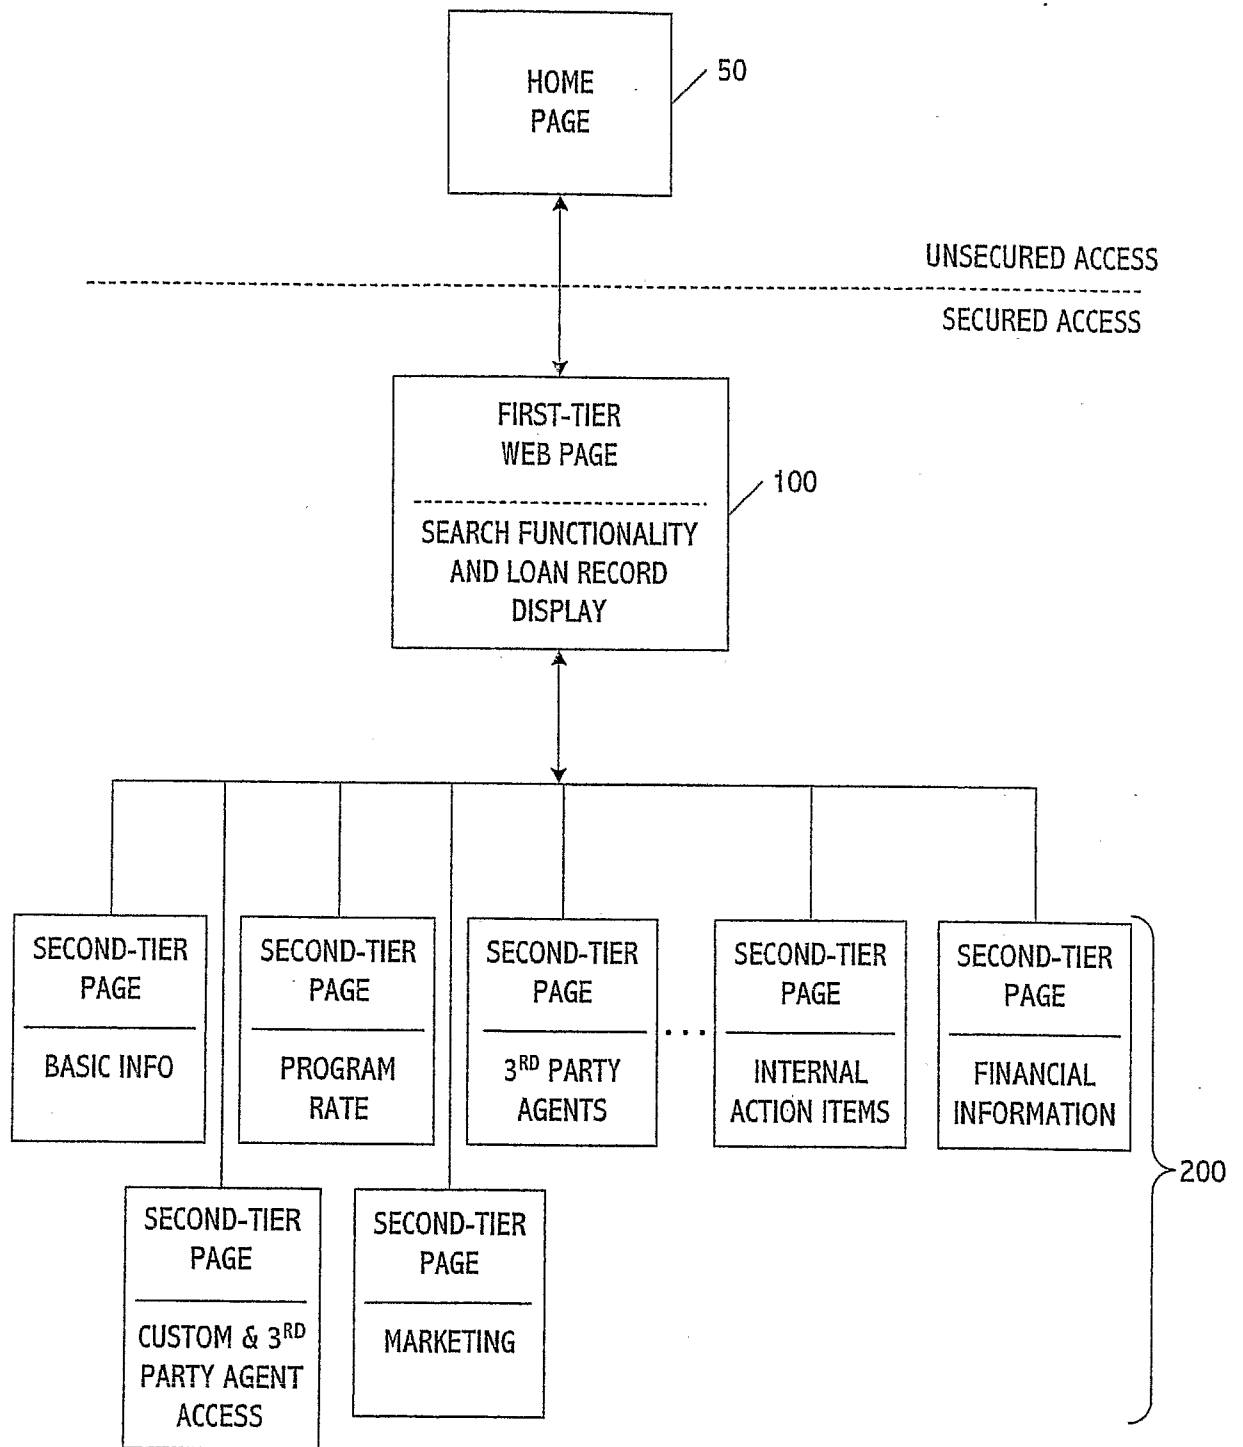 HOME
PAGE
50
UNSECURED ACCESS
SECURED ACCESS
FIRST-TIER
WEB PAGE
100
SEARCH FUNCTIONALITY
AND LOAN RECORD
DISPLAY
SECOND-TIER
PAGE
BASIC INFO
SECOND-TIER
PAGE
PROGRAM
RATE
SECOND-TIER
PAGE
3RD PARTY
AGENTS
...
SECOND-TIER
PAGE
INTERNAL
ACTION ITEMS
SECOND-TIER
PAGE
FINANCIAL
INFORMATION
200
SECOND-TIER
PAGE
CUSTOM & 3RD
PARTY AGENT
ACCESS
SECOND-TIER
PAGE
MARKETING